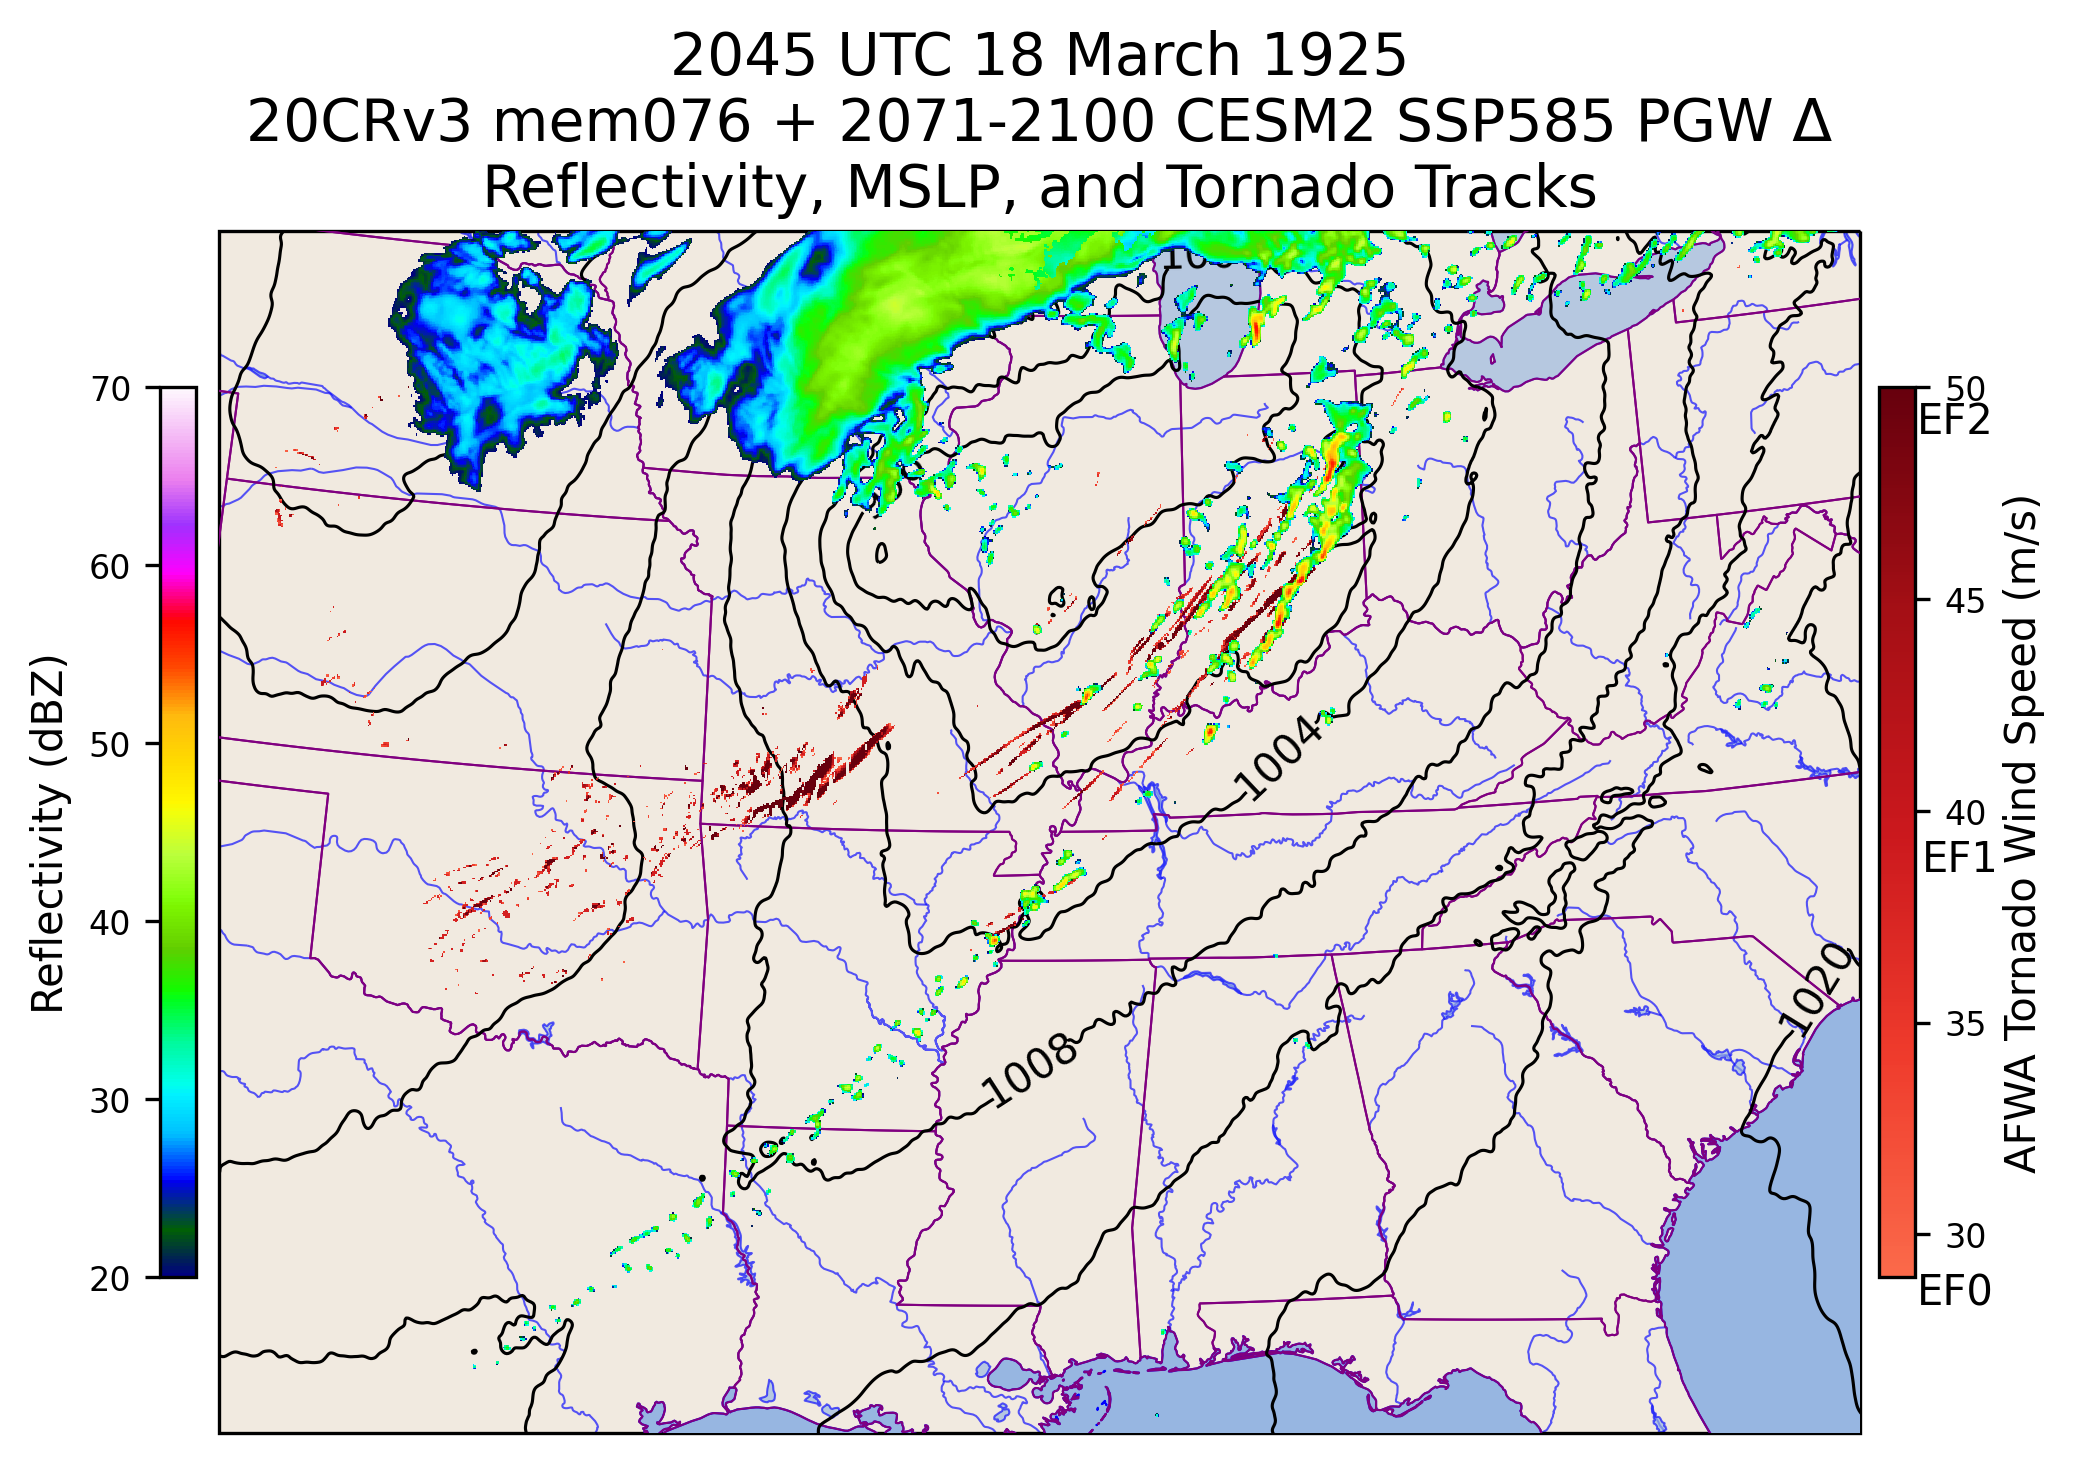 2045 UTC 18 March 1925
20CRv3 mem076 + 2071-2100 CESM2 SSP585 PGW Δ
Reflectivity, MSLP, and Tornado Tracks
Reflectivity (dBZ)
70
60
50
40
30
20
1004
1008
1020
50
EF2
45
40
EF1
35
30
EF0
AFWA Tornado Wind Speed (m/s)